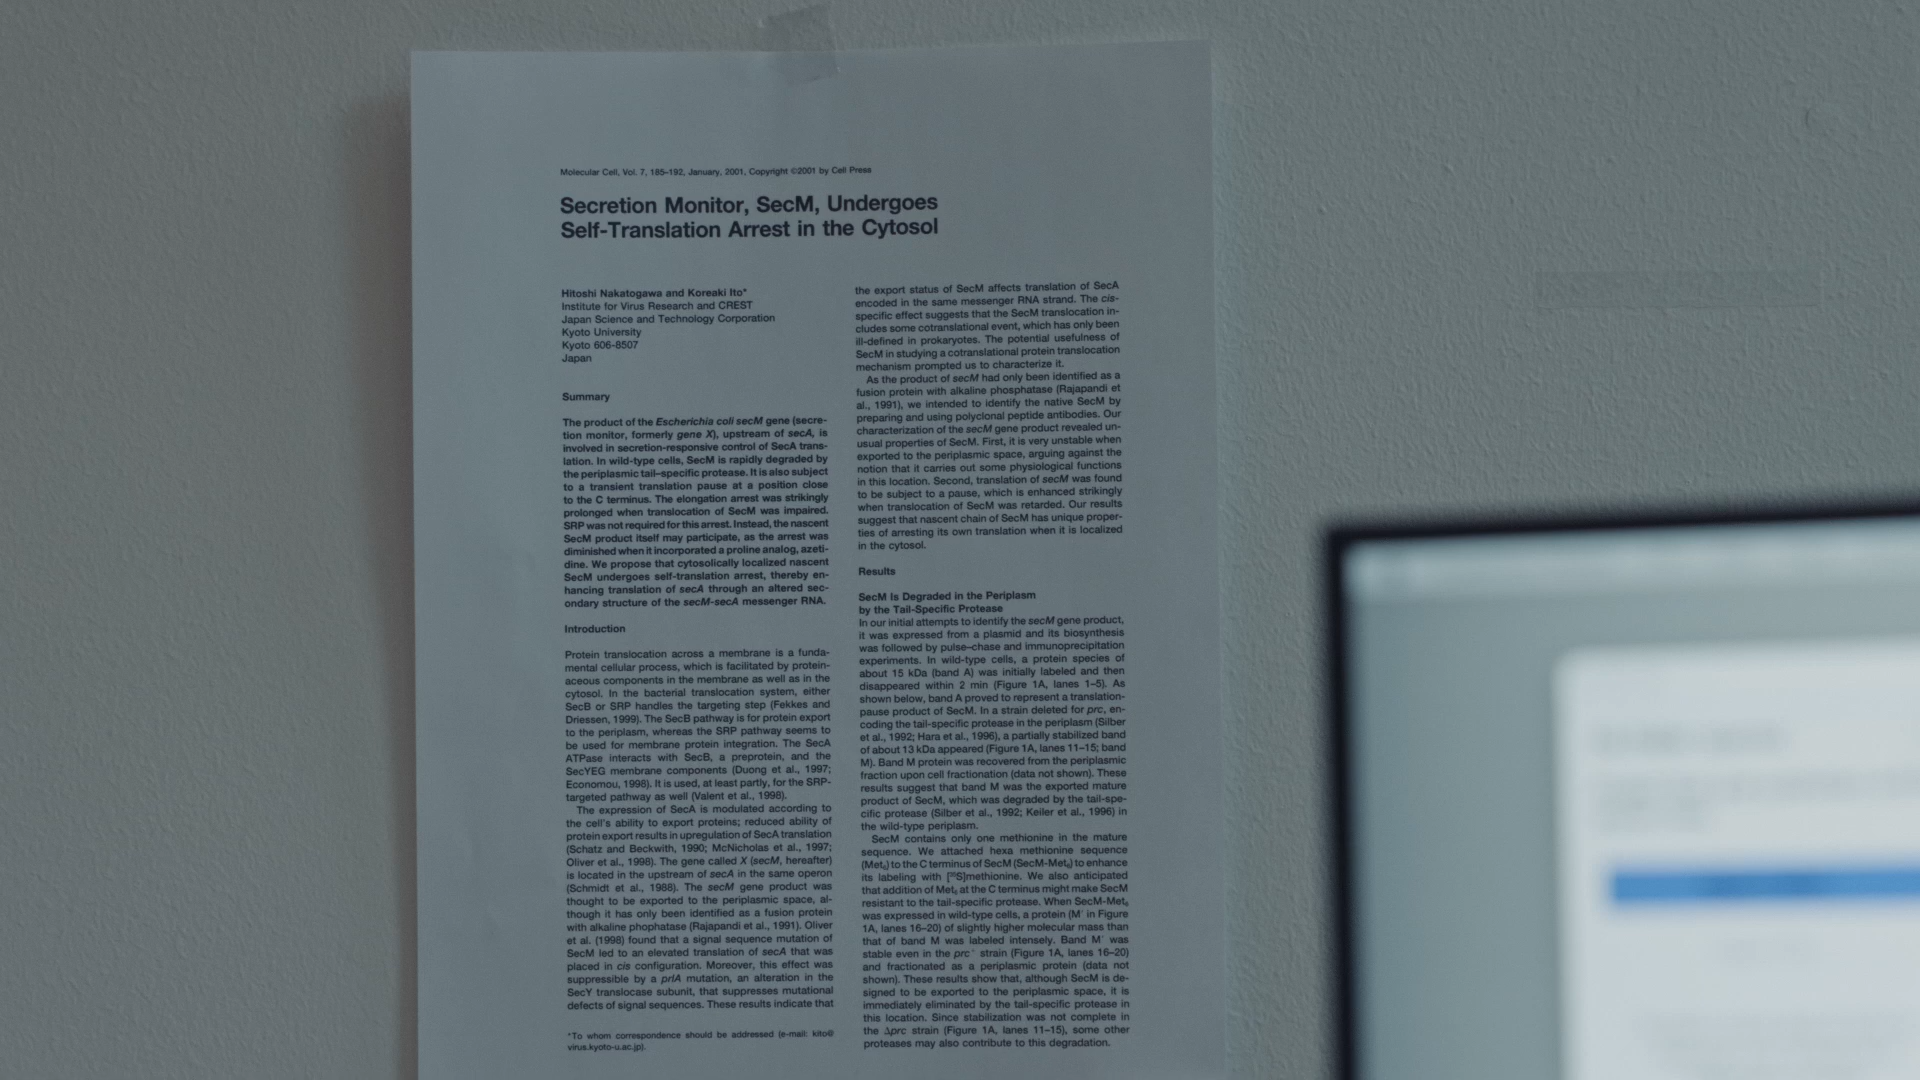 Molecular Cell, Vol. 7, 185–192, January, 2001, Copyright ©2001 by Cell Press
Secretion Monitor, SecM, Undergoes
Self-Translation Arrest in the Cytosol
Hitoshi Nakatogawa and Koreaki Ito*
Institute for Virus Research and CREST
Japan Science and Technology Corporation
Kyoto University
Kyoto 606-8507
Japan
Summary
The product of the Escherichia coli secM gene (secre-
tion monitor, formerly gene X), upstream of secA, is
involved in secretion-responsive control of SecA trans-
lation. In wild-type cells, SecM is rapidly degraded by
the periplasmic tail–specific protease. It is also subject
to a transient translation pause at a position close
to the C terminus. The elongation arrest was strikingly
prolonged when translocation of SecM was impaired.
SRP was not required for this arrest. Instead, the nascent
SecM product itself may participate, as the arrest was
diminished when it incorporated a proline analog, azeti-
dine. We propose that cytosolically localized nascent
SecM undergoes self-translation arrest, thereby en-
hancing translation of secA through an altered sec-
ondary structure of the secM-secA messenger RNA.
Introduction
Protein translocation across a membrane is a funda-
mental cellular process, which is facilitated by protein-
aceous components in the membrane as well as in the
cytosol. In the bacterial translocation system, either
SecB or SRP handles the targeting step (Fekkes and
Driessen, 1999). The SecB pathway is for protein export
to the periplasm, whereas the SRP pathway seems to
be used for membrane protein integration. The SecA
ATPase interacts with SecB, a preprotein, and the
SecYEG membrane components (Duong et al., 1997;
Economou, 1998). It is used, at least partly, for the SRP-
targeted pathway as well (Valent et al., 1998).
The expression of SecA is modulated according to
the cell's ability to export proteins; reduced ability of
protein export results in upregulation of SecA translation
(Schatz and Beckwith, 1990; McNicholas et al., 1997;
Oliver et al., 1998). The gene called X (secM, hereafter)
is located in the upstream of secA in the same operon
(Schmidt et al., 1988). The secM gene product was
thought to be exported to the periplasmic space, al-
though it has only been identified as a fusion protein
with alkaline phophatase (Rajapandi et al., 1991). Oliver
et al. (1998) found that a signal sequence mutation of
SecM led to an elevated translation of secA that was
placed in cis configuration. Moreover, this effect was
suppressible by a prlA mutation, an alteration in the
SecY translocase subunit, that suppresses mutational
defects of signal sequences. These results indicate that
*To whom correspondence should be addressed (e-mail: kito@
virus.kyoto-u.ac.jp).
the export status of SecM affects translation of SecA
encoded in the same messenger RNA strand. The cis-
specific effect suggests that the SecM translocation in-
cludes some cotranslational event, which has only been
ill-defined in prokaryotes. The potential usefulness of
SecM in studying a cotranslational protein translocation
mechanism prompted us to characterize it.
As the product of secM had only been identified as a
fusion protein with alkaline phosphatase (Rajapandi et
al., 1991), we intended to identify the native SecM by
preparing and using polyclonal peptide antibodies. Our
characterization of the secM gene product revealed un-
usual properties of SecM. First, it is very unstable when
exported to the periplasmic space, arguing against the
notion that it carries out some physiological functions
in this location. Second, translation of secM was found
to be subject to a pause, which is enhanced strikingly
when translocation of SecM was retarded. Our results
suggest that nascent chain of SecM has unique proper-
ties of arresting its own translation when it is localized
in the cytosol.
Results
SecM Is Degraded in the Periplasm
by the Tail-Specific Protease
In our initial attempts to identify the secM gene product,
it was expressed from a plasmid and its biosynthesis
was followed by pulse–chase and immunoprecipitation
experiments. In wild-type cells, a protein species of
about 15 kDa (band A) was initially labeled and then
disappeared within 2 min (Figure 1A, lanes 1–5). As
shown below, band A proved to represent a translation-
pause product of SecM. In a strain deleted for prc, en-
coding the tail-specific protease in the periplasm (Silber
et al., 1992; Hara et al., 1996), a partially stabilized band
of about 13 kDa appeared (Figure 1A, lanes 11–15; band
M). Band M protein was recovered from the periplasmic
fraction upon cell fractionation (data not shown). These
results suggest that band M was the exported mature
product of SecM, which was degraded by the tail-spe-
cific protease (Silber et al., 1992; Keiler et al., 1996) in
the wild-type periplasm.
SecM contains only one methionine in the mature
sequence. We attached hexa methionine sequence
(Met₆) to the C terminus of SecM (SecM-Met₆) to enhance
its labeling with [³⁵S]methionine. We also anticipated
that addition of Met₆ at the C terminus might make SecM
resistant to the tail-specific protease. When SecM-Met₆
was expressed in wild-type cells, a protein (M′ in Figure
1A, lanes 16–20) of slightly higher molecular mass than
that of band M was labeled intensely. Band M′ was
stable even in the prc⁺ strain (Figure 1A, lanes 16–20)
and fractionated as a periplasmic protein (data not
shown). These results show that, although SecM is de-
signed to be exported to the periplasmic space, it is
immediately eliminated by the tail-specific protease in
this location. Since stabilization was not complete in
the Δprc strain (Figure 1A, lanes 11–15), some other
proteases may also contribute to this degradation.